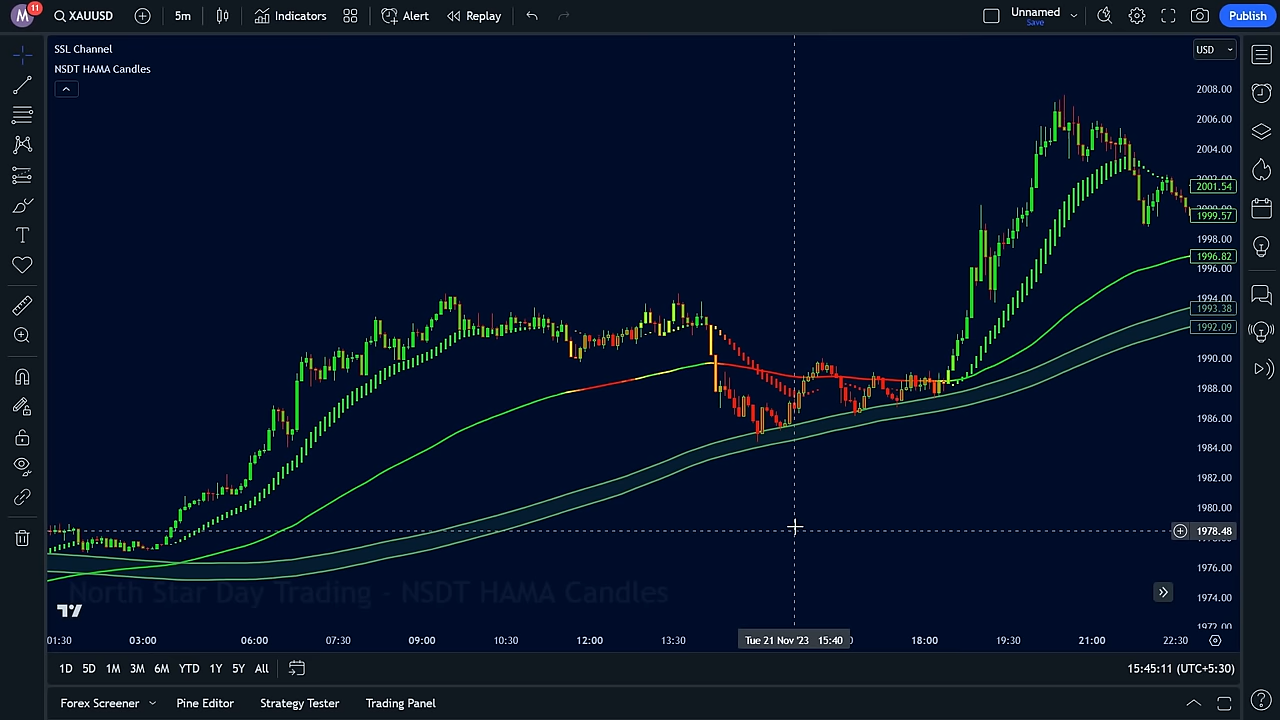 M 11 XAUUSD 5m Indicators Alert Replay Unnamed Save Publish
SSL Channel
NSDT HAMA Candles
USD
2008.00
2006.00
2004.00
2001.54
1999.57
1998.00
1996.82
1996.00
1994.00
1993.38
1992.09
1990.00
1988.00
1986.00
1984.00
1982.00
1980.00
1978.48
1976.00
1974.00
1972.00
North Star Day Trading - NSDT HAMA Candles
01:30 03:00 06:00 07:30 09:00 10:30 12:00 13:30 Tue 21 Nov '23 15:40 18:00 19:30 21:00 22:30
1D 5D 1M 3M 6M YTD 1Y 5Y All 15:45:11 (UTC+5:30)
Forex Screener Pine Editor Strategy Tester Trading Panel